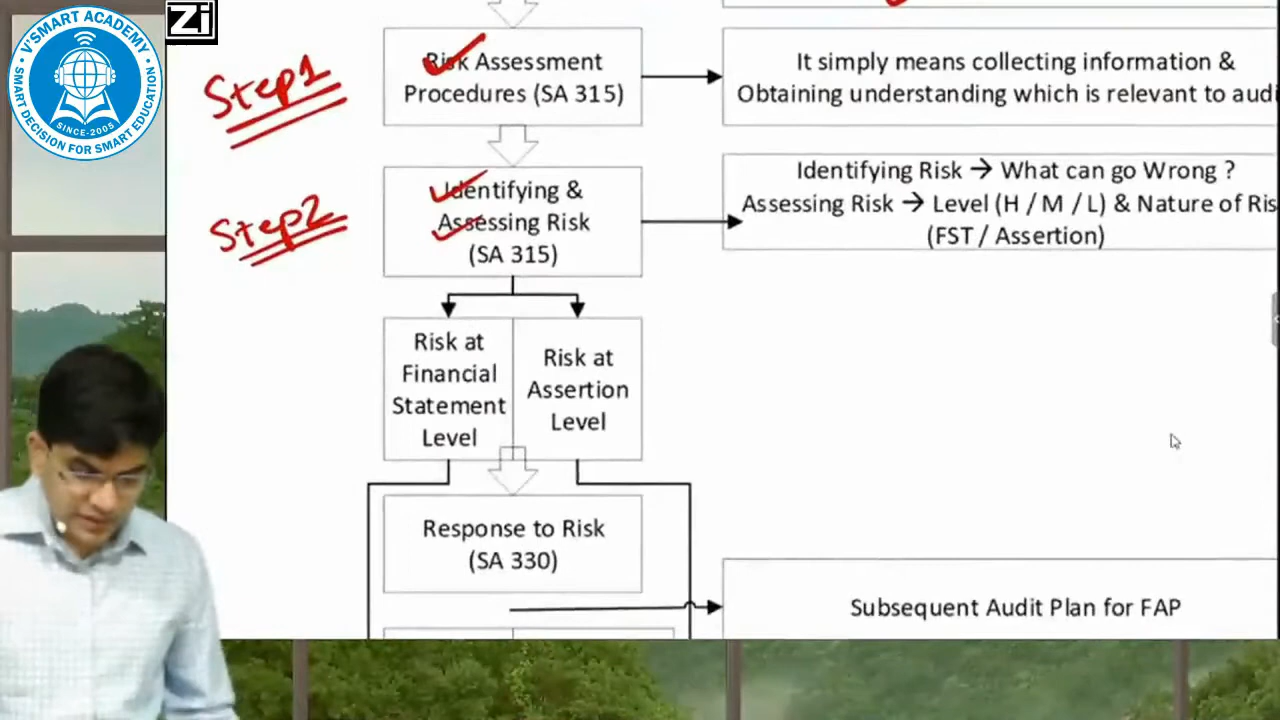 V'SMART ACADEMY
SMART DECISION FOR SMART EDUCATION
SINCE-2005
Zi
Step1
Risk Assessment
Procedures (SA 315)
It simply means collecting information &
Obtaining understanding which is relevant to audi
Step2
Identifying &
Assessing Risk
(SA 315)
Identifying Risk → What can go Wrong ?
Assessing Risk → Level (H / M / L) & Nature of Ris
(FST / Assertion)
Risk at
Financial
Statement
Level
Risk at
Assertion
Level
Response to Risk
(SA 330)
Subsequent Audit Plan for FAP